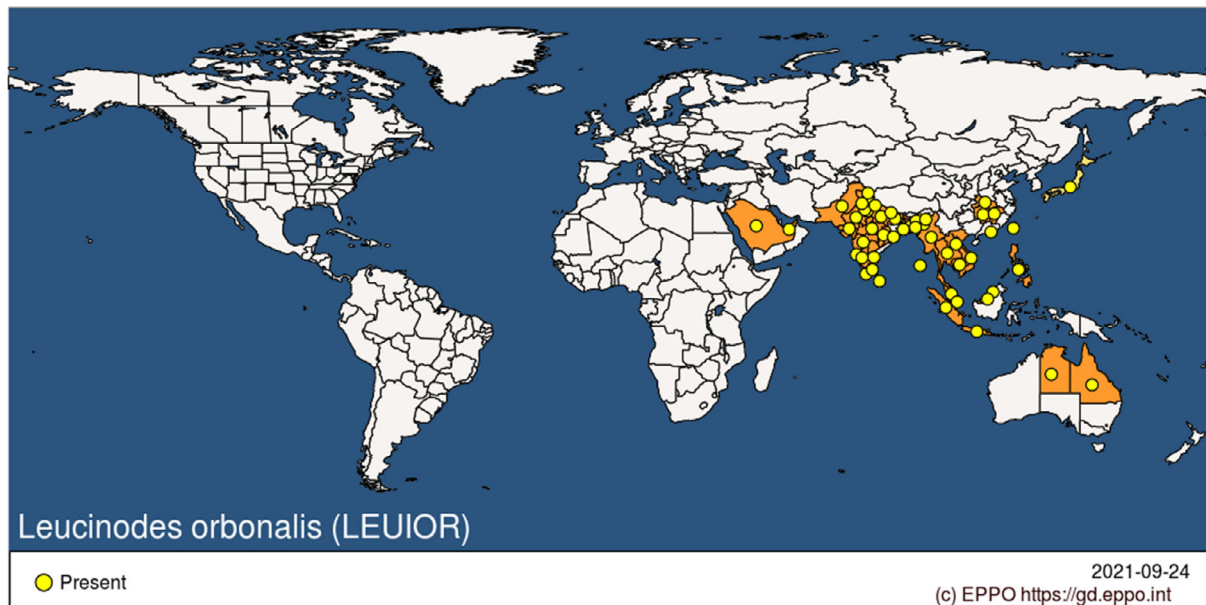 Leucinodes orbonalis (LEUIOR)
Present
2021-09-24
(c) EPPO https://gd.eppo.int